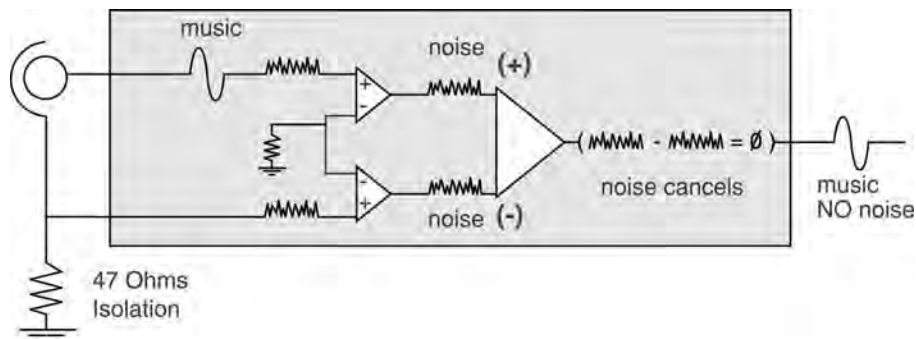 music
noise (+)
+
-
( - = Ø )
-
+
noise cancels
noise (-)
music
NO noise
47 Ohms
Isolation